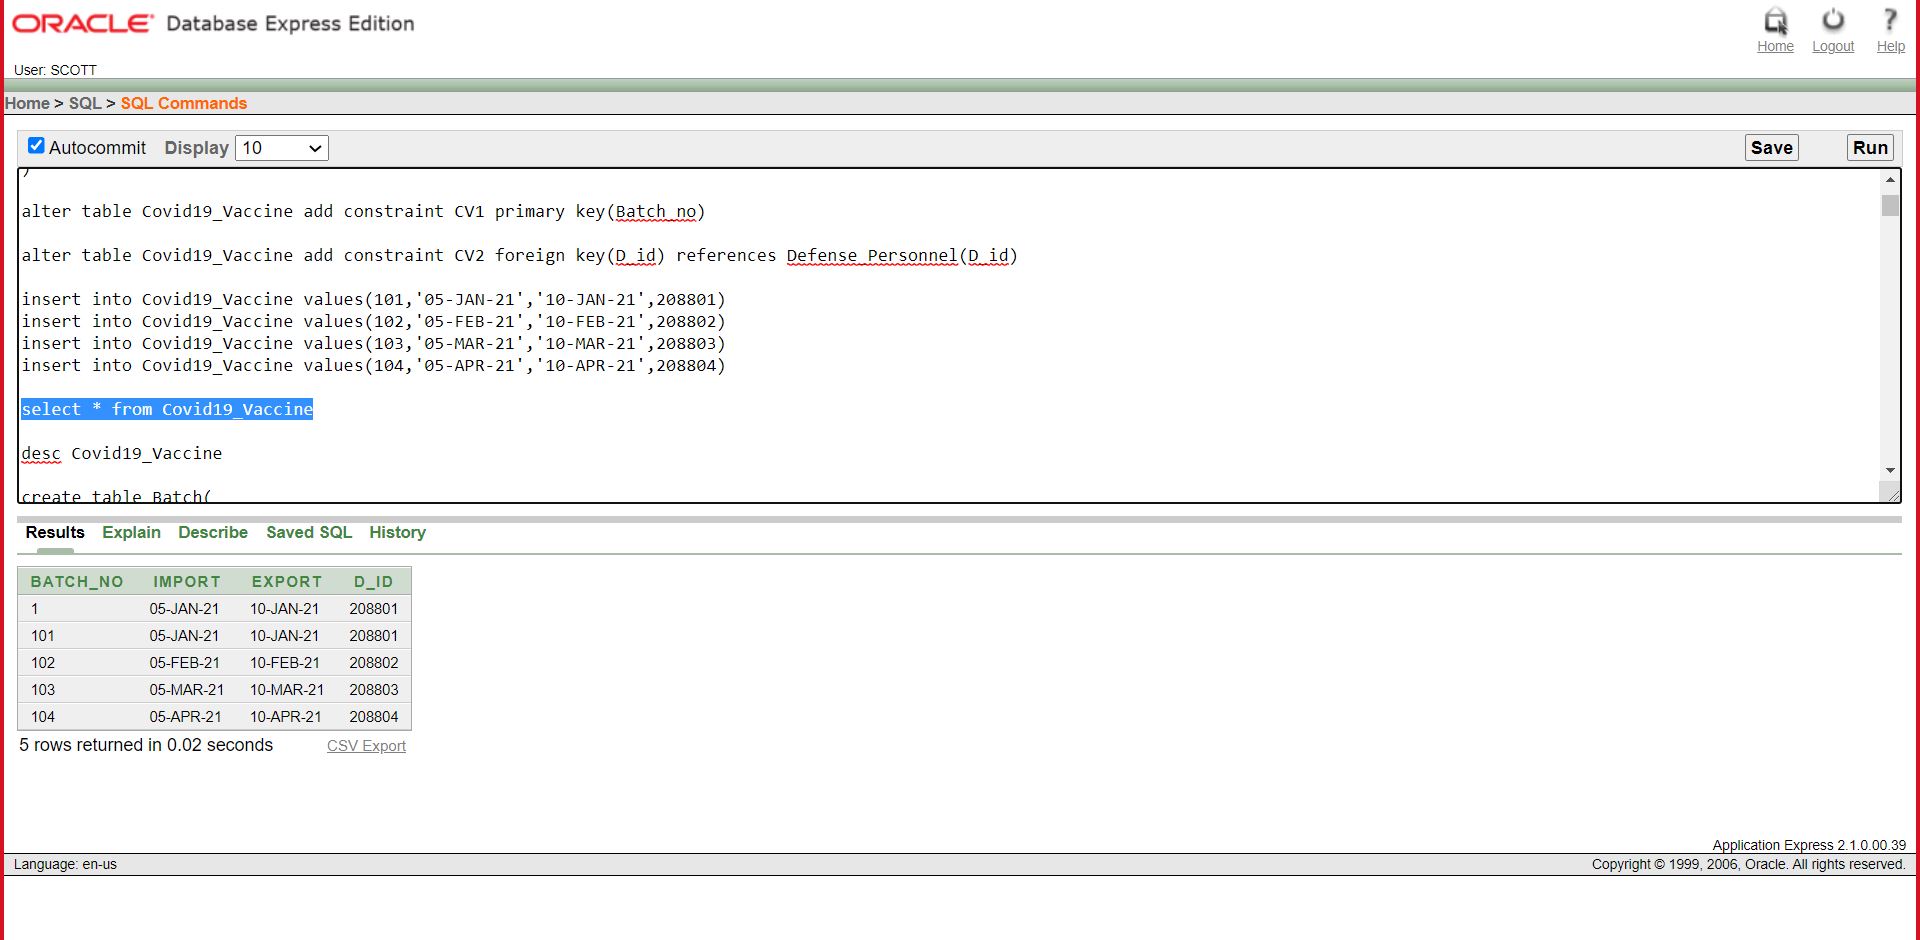 ORACLE Database Express Edition
Home Logout Help
User: SCOTT
Home > SQL > SQL Commands
Autocommit Display 10 Save Run
)
alter table Covid19_Vaccine add constraint CV1 primary key(Batch_no)
alter table Covid19_Vaccine add constraint CV2 foreign key(D_id) references Defense_Personnel(D_id)
insert into Covid19_Vaccine values(101,'05-JAN-21','10-JAN-21',208801)
insert into Covid19_Vaccine values(102,'05-FEB-21','10-FEB-21',208802)
insert into Covid19_Vaccine values(103,'05-MAR-21','10-MAR-21',208803)
insert into Covid19_Vaccine values(104,'05-APR-21','10-APR-21',208804)
select * from Covid19_Vaccine
desc Covid19_Vaccine
create table Batch(
Results Explain Describe Saved SQL History
BATCH_NO IMPORT EXPORT D_ID
1 05-JAN-21 10-JAN-21 208801
101 05-JAN-21 10-JAN-21 208801
102 05-FEB-21 10-FEB-21 208802
103 05-MAR-21 10-MAR-21 208803
104 05-APR-21 10-APR-21 208804
5 rows returned in 0.02 seconds CSV Export
Application Express 2.1.0.00.39
Language: en-us Copyright © 1999, 2006, Oracle. All rights reserved.